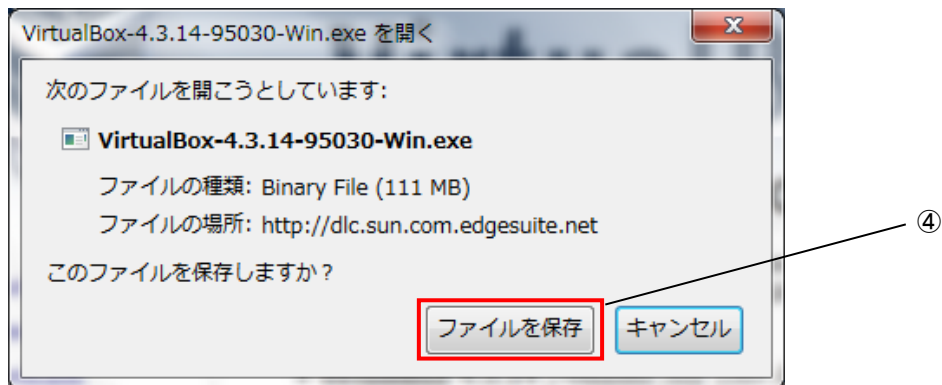 VirtualBox-4.3.14-95030-Win.exe を開く
次のファイルを開こうとしています:
VirtualBox-4.3.14-95030-Win.exe
ファイルの種類: Binary File (111 MB)
ファイルの場所: http://dlc.sun.com.edgesuite.net
④
このファイルを保存しますか?
ファイルを保存 キャンセル